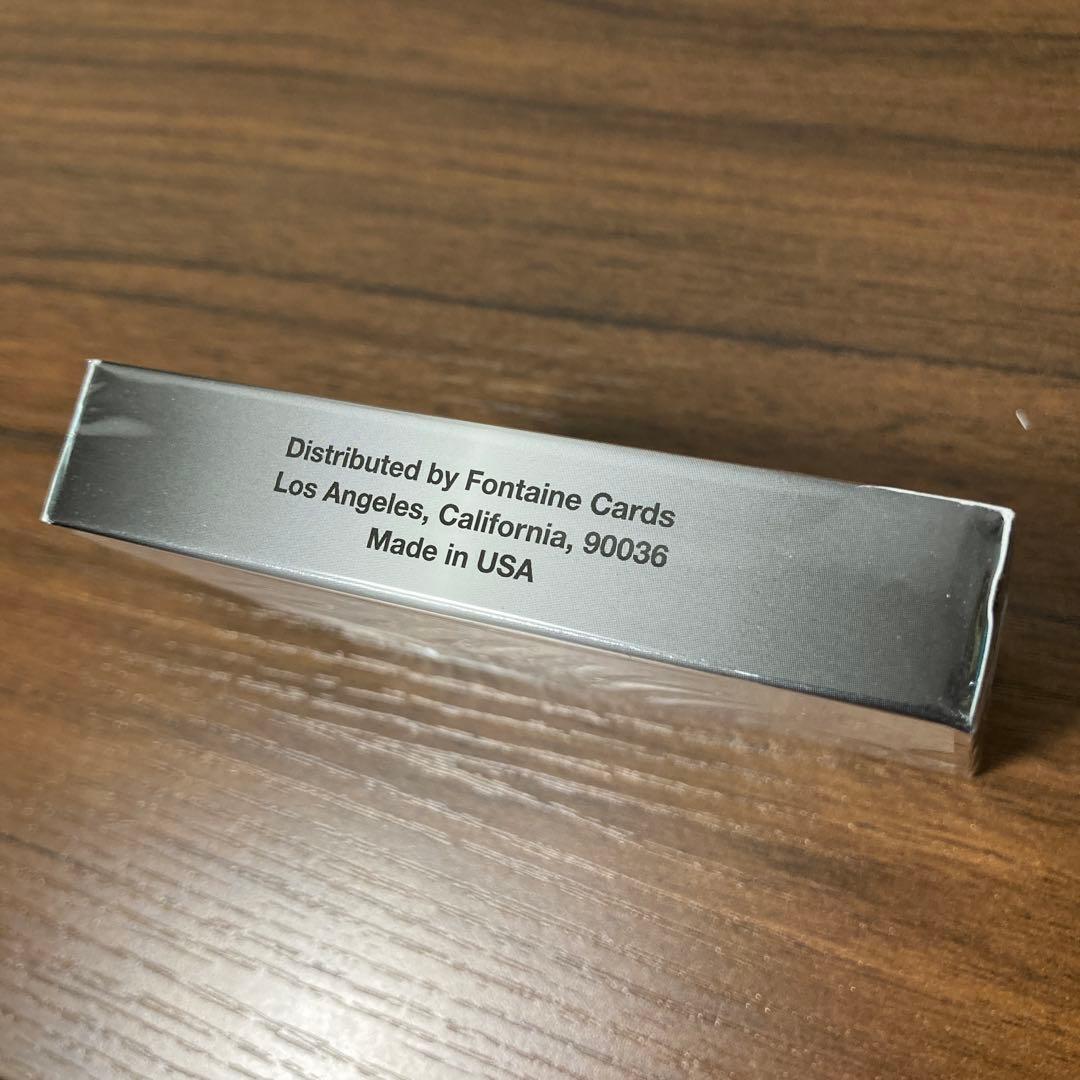 Distributed by Fontaine Cards
Los Angeles, California, 90036
Made in USA